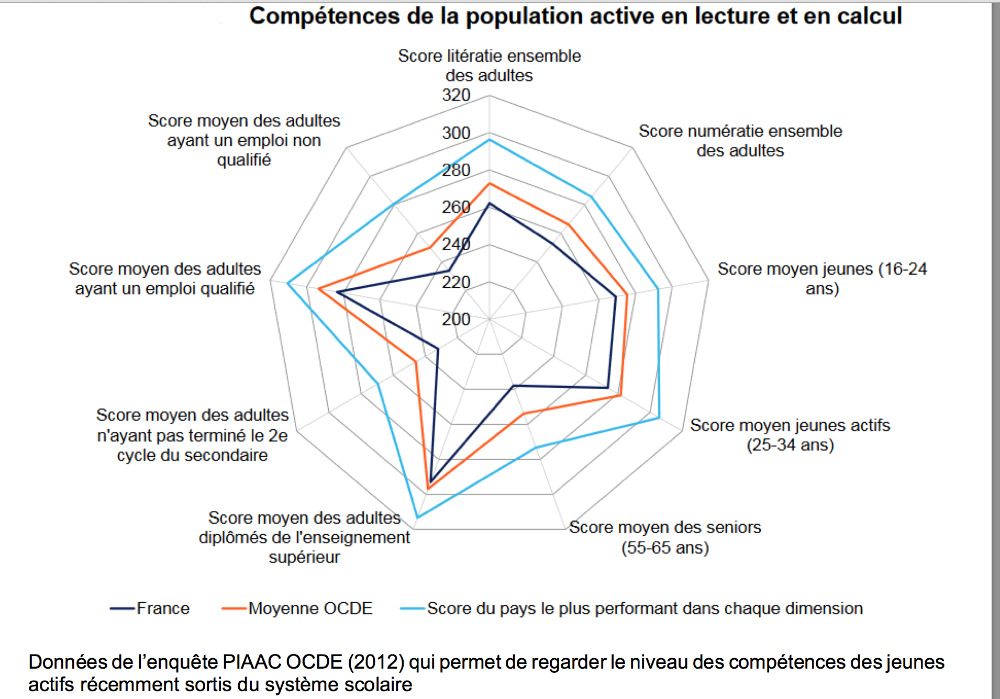 Compétences de la population active en lecture et en calcul
Score litératie ensemble
des adultes
320
300
280
260
240
220
200
Score numératie ensemble
des adultes
Score moyen jeunes (16-24
ans)
Score moyen jeunes actifs
(25-34 ans)
Score moyen des seniors
(55-65 ans)
Score moyen des adultes
diplômés de l'enseignement
supérieur
Score moyen des adultes
n'ayant pas terminé le 2e
cycle du secondaire
Score moyen des adultes
ayant un emploi qualifié
Score moyen des adultes
ayant un emploi non
qualifié
France
Moyenne OCDE
Score du pays le plus performant dans chaque dimension
Données de l’enquête PIAAC OCDE (2012) qui permet de regarder le niveau des compétences des jeunes
actifs récemment sortis du système scolaire